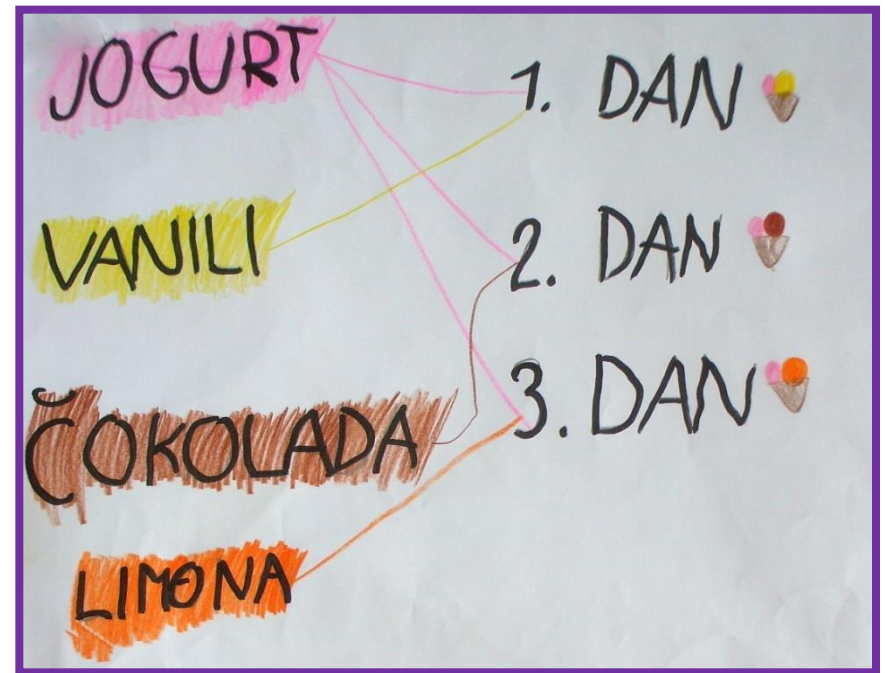 JOGURT
1. DAN
VANILI
2. DAN
ČOKOLADA
3. DAN
LIMONA